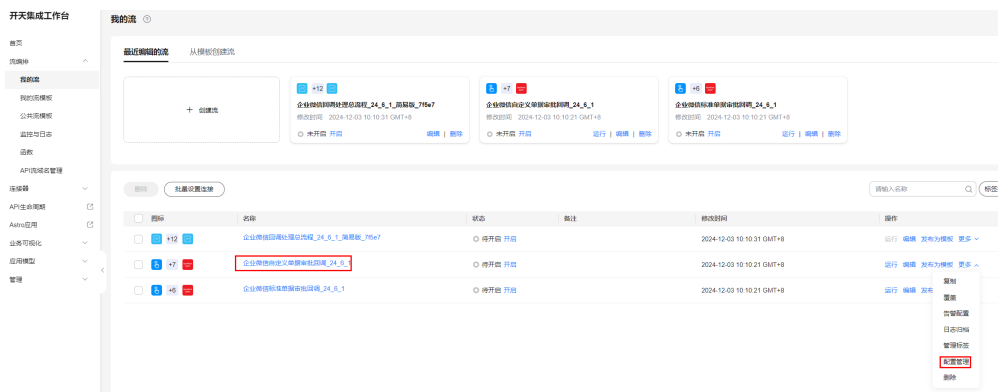 开天集成工作台
首页
流编排
我的流
我的流模板
公共流模板
监控与日志
函数
API流域名管理
连接器
API生命周期
Astro应用
业务可视化
应用模型
管理
我的流
最近编辑的流 从模板创建流
+ 创建流
+12
企业微信回调处理总流程_24_6_1_简易版_7f5e7
修改时间 2024-12-03 10:10:31 GMT+8
未开启 开启 编辑 | 删除
+7
企业微信自定义单据审批回调_24_6_1
修改时间 2024-12-03 10:10:21 GMT+8
未开启 开启 运行 | 编辑 | 删除
+6
企业微信标准单据审批回调_24_6_1
修改时间 2024-12-03 10:10:21 GMT+8
未开启 开启 运行 | 编辑 | 删除
删除 批量设置连接 请输入名称 标签
图标 名称 状态 备注 修改时间 操作
+12 企业微信回调处理总流程_24_6_1_简易版_7f5e7 待开启 开启 2024-12-03 10:10:31 GMT+8 运行 编辑 发布为模板 更多
+7 企业微信自定义单据审批回调_24_6_1 待开启 开启 2024-12-03 10:10:21 GMT+8 运行 编辑 发布为模板 更多
+6 企业微信标准单据审批回调_24_6_1 待开启 开启 2024-12-03 10:10:21 GMT+8 运行 编辑 发布
复制
覆盖
告警配置
日志归档
管理标签
配置管理
删除